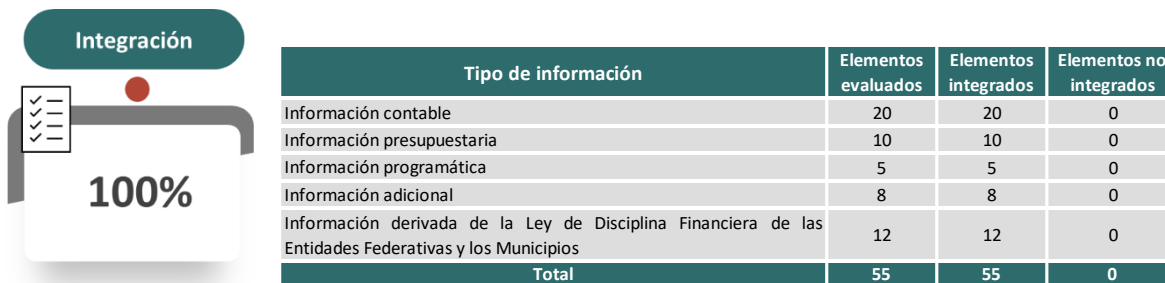 Integración
100%
Tipo de información Elementos evaluados Elementos integrados Elementos no integrados
Información contable 20 20 0
Información presupuestaria 10 10 0
Información programática 5 5 0
Información adicional 8 8 0
Información derivada de la Ley de Disciplina Financiera de las
Entidades Federativas y los Municipios 12 12 0
Total 55 55 0